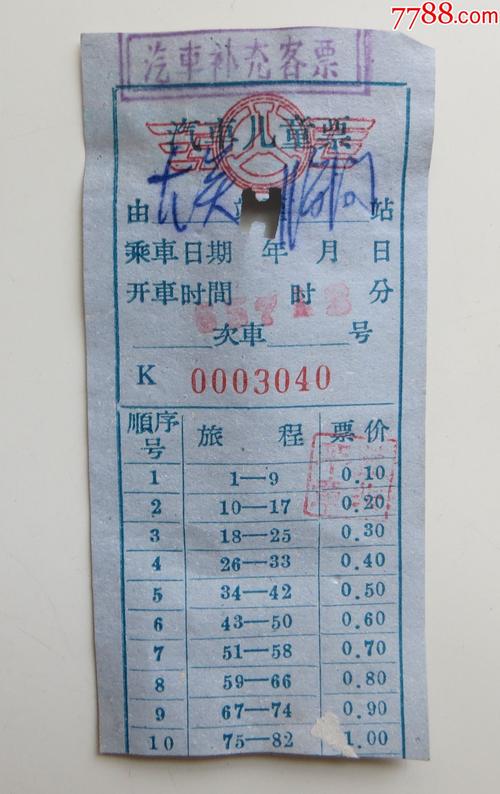 7788.com
汽車补充客票
汽車儿童票
由 站 站
乘車日期 年 月 日
开車时間 时 分
次車 号
K 0003040
順序号 旅 程 票价
1 1—9 0.10
2 10—17 0.20
3 18—25 0.30
4 26—33 0.40
5 34—42 0.50
6 43—50 0.60
7 51—58 0.70
8 59—66 0.80
9 67—74 0.90
10 75—82 1.00